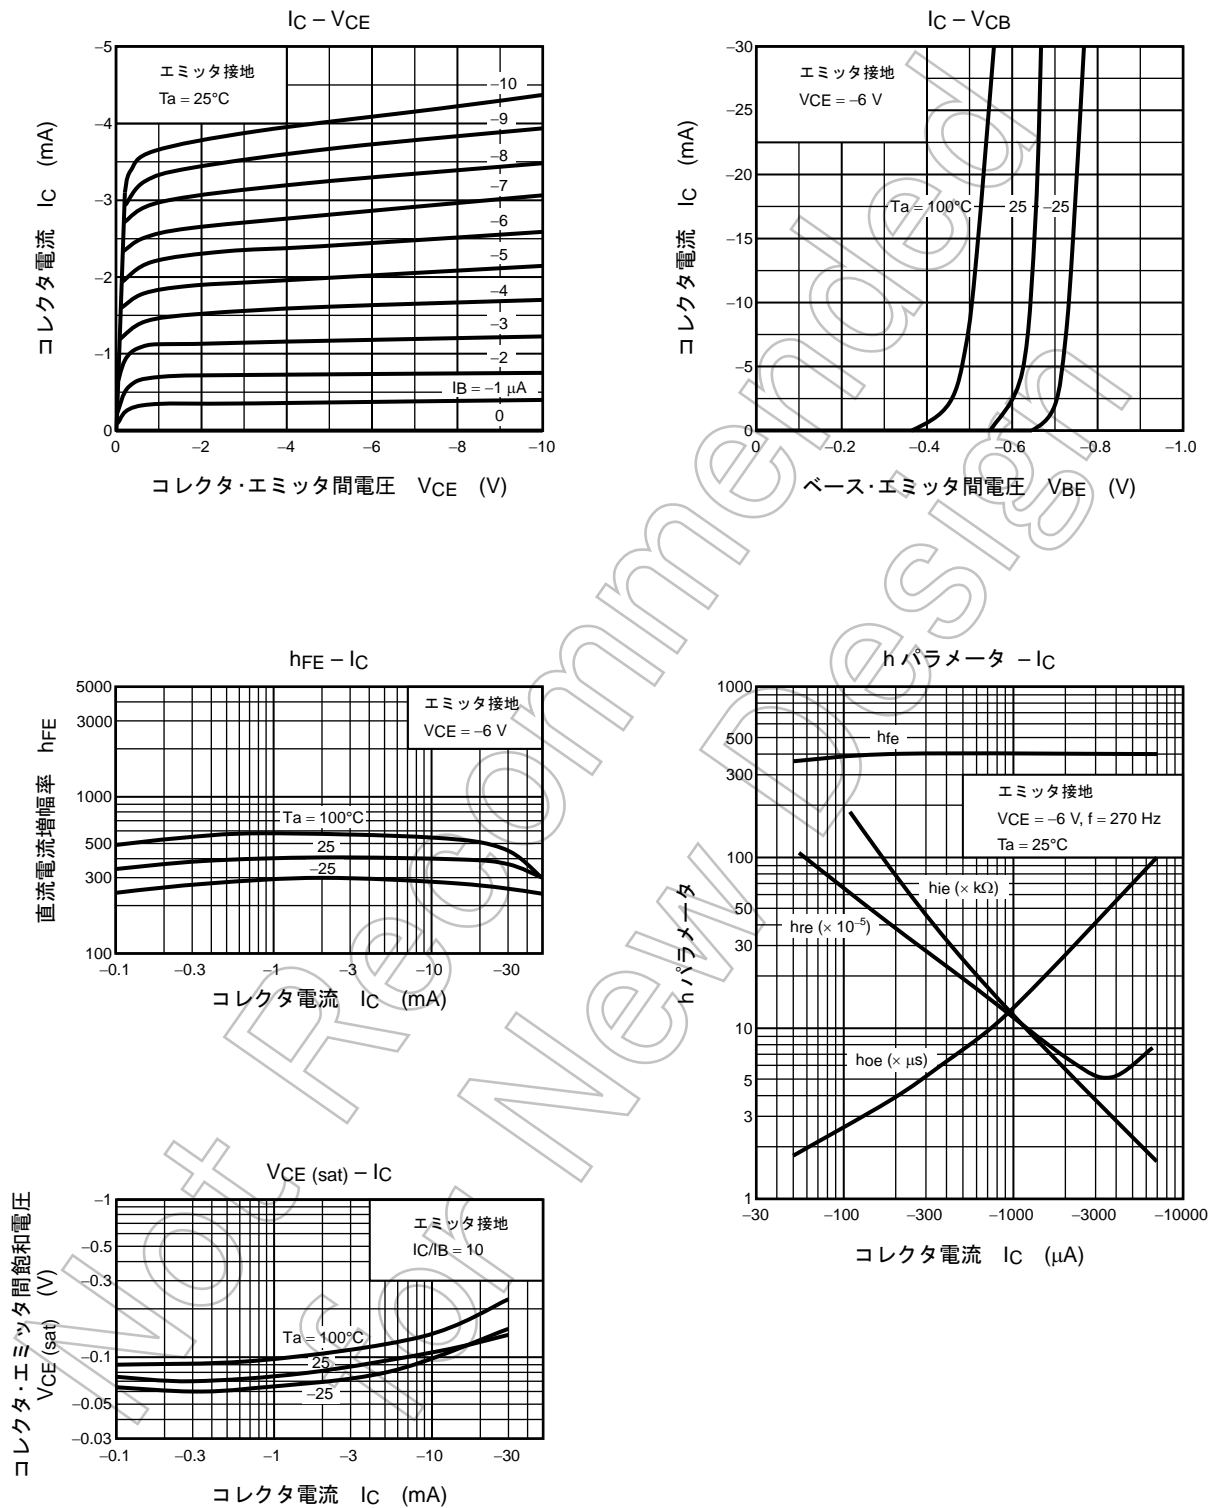 IC – VCE
エミッタ接地
Ta = 25°C
コレクタ電流 IC (mA)
–5
–4
–3
–2
–1
0
–10
–9
–8
–7
–6
–5
–4
–3
–2
IB = –1 μA
0
0
–2
–4
–6
–8
–10
コレクタ・エミッタ間電圧 VCE (V)
IC – VCB
エミッタ接地
VCE = –6 V
コレクタ電流 IC (mA)
–30
–25
–20
–15
–10
–5
0
Ta = 100°C
25
–25
0
–0.2
–0.4
–0.6
–0.8
–1.0
ベース・エミッタ間電圧 VBE (V)
hFE – IC
エミッタ接地
VCE = –6 V
直流電流増幅率 hFE
5000
3000
1000
500
300
100
Ta = 100°C
25
–25
–0.1
–0.3
–1
–3
–10
–30
コレクタ電流 IC (mA)
h パラメータ – IC
h パラメータ
1000
500
300
100
50
30
10
5
3
1
hfe
エミッタ接地
VCE = –6 V, f = 270 Hz
Ta = 25°C
hie (× kΩ)
hre (× 10–5)
hoe (× μs)
–30
–100
–300
–1000
–3000
–10000
コレクタ電流 IC (μA)
VCE (sat) – IC
エミッタ接地
IC/IB = 10
コレクタ・エミッタ間飽和電圧
VCE (sat) (V)
–1
–0.5
–0.3
–0.1
–0.05
–0.03
Ta = 100°C
25
–25
–0.1
–0.3
–1
–3
–10
–30
コレクタ電流 IC (mA)
Not Recommended
for New Design